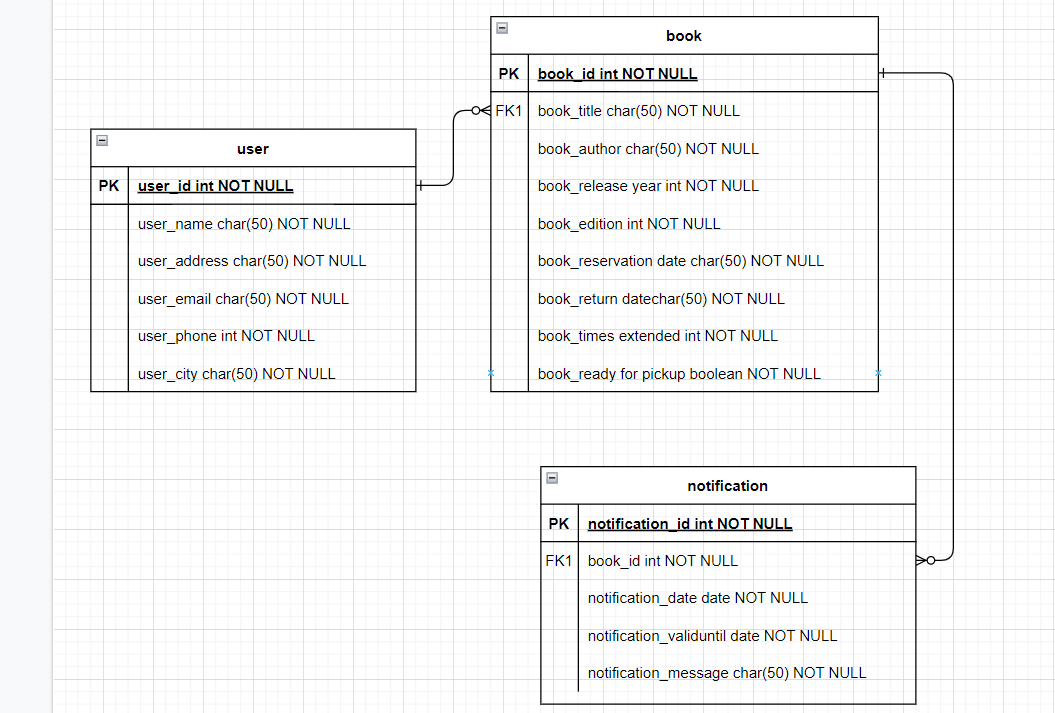 book
PK book_id int NOT NULL
FK1 book_title char(50) NOT NULL
book_author char(50) NOT NULL
book_release year int NOT NULL
book_edition int NOT NULL
book_reservation date char(50) NOT NULL
book_return datechar(50) NOT NULL
book_times extended int NOT NULL
book_ready for pickup boolean NOT NULL
user
PK user_id int NOT NULL
user_name char(50) NOT NULL
user_address char(50) NOT NULL
user_email char(50) NOT NULL
user_phone int NOT NULL
user_city char(50) NOT NULL
notification
PK notification_id int NOT NULL
FK1 book_id int NOT NULL
notification_date date NOT NULL
notification_validuntil date NOT NULL
notification_message char(50) NOT NULL